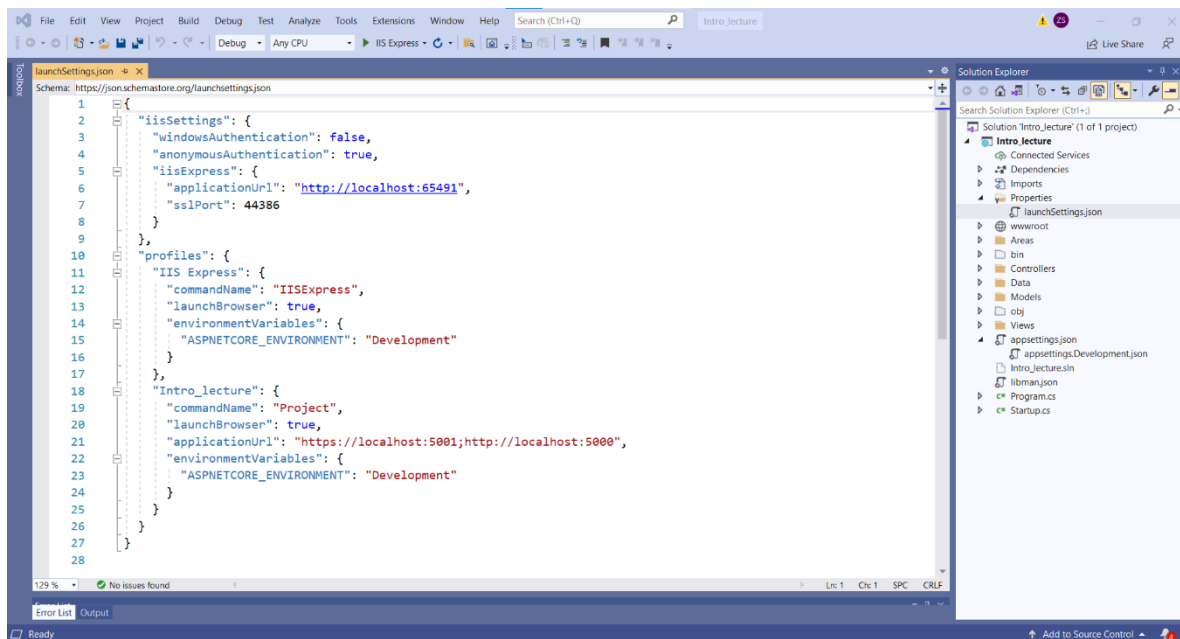 File Edit View Project Build Debug Test Analyze Tools Extensions Window Help Search (Ctrl+Q) Intro_lecture ZS
Debug Any CPU IIS Express Live Share
Toolbox
launchSettings.json
Schema: https://json.schemastore.org/launchsettings.json
1 {
2 "iisSettings": {
3 "windowsAuthentication": false,
4 "anonymousAuthentication": true,
5 "iisExpress": {
6 "applicationUrl": "http://localhost:65491",
7 "sslPort": 44386
8 }
9 },
10 "profiles": {
11 "IIS Express": {
12 "commandName": "IISExpress",
13 "launchBrowser": true,
14 "environmentVariables": {
15 "ASPNETCORE_ENVIRONMENT": "Development"
16 }
17 },
18 "Intro_lecture": {
19 "commandName": "Project",
20 "launchBrowser": true,
21 "applicationUrl": "https://localhost:5001;http://localhost:5000",
22 "environmentVariables": {
23 "ASPNETCORE_ENVIRONMENT": "Development"
24 }
25 }
26 }
27 }
28
129 % No issues found Ln: 1 Ch: 1 SPC CRLF
Error List Output
Ready Add to Source Control
Solution Explorer
Search Solution Explorer (Ctrl+;)
Solution 'Intro_lecture' (1 of 1 project)
Intro_lecture
Connected Services
Dependencies
Imports
Properties
launchSettings.json
wwwroot
Areas
bin
Controllers
Data
Models
obj
Views
appsettings.json
appsettings.Development.json
Intro_lecture.sln
libman.json
C# Program.cs
C# Startup.cs